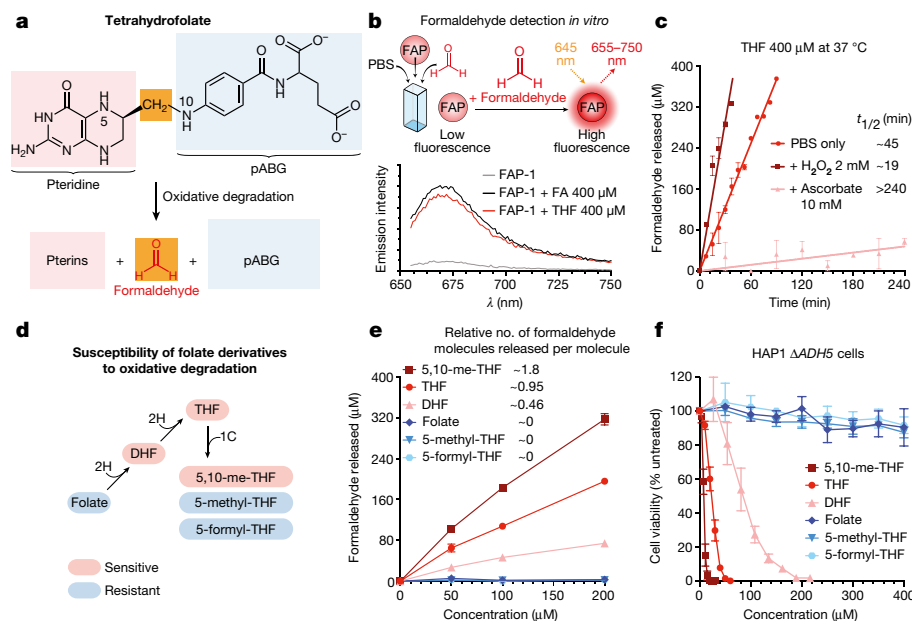 a
Tetrahydrofolate
O
HN
H2N
N
N
H
H
N
5
CH2
10
N
H
O
N
H
O
O−
O
O−
Pteridine
pABG
Oxidative degradation
Pterins
+
O
H
H
Formaldehyde
+
pABG
b
Formaldehyde detection in vitro
FAP
O
H
H
PBS
O
H
H
+ Formaldehyde
645
nm
655–750
nm
FAP
FAP
Low
fluorescence
High
fluorescence
FAP-1
FAP-1 + FA 400 μM
FAP-1 + THF 400 μM
Emission intensity
650
675
700
725
750
λ (nm)
c
THF 400 μM at 37 °C
Formaldehyde released (μM)
400
320
240
160
80
0
t1/2 (min)
PBS only ~45
+ H2O2 2 mM ~19
+ Ascorbate >240
10 mM
0
60
120
180
240
Time (min)
d
Susceptibility of folate derivatives
to oxidative degradation
THF
2H
1C
DHF
2H
Folate
5,10-me-THF
5-methyl-THF
5-formyl-THF
Sensitive
Resistant
e
Relative no. of formaldehyde
molecules released per molecule
5,10-me-THF ~1.8
THF ~0.95
DHF ~0.46
Folate ~0
5-methyl-THF ~0
5-formyl-THF ~0
Formaldehyde released (μM)
400
320
240
160
80
0
0
50
100
150
200
Concentration (μM)
f
HAP1 ΔADH5 cells
Cell viability (% untreated)
120
100
80
60
40
20
0
5,10-me-THF
THF
DHF
Folate
5-methyl-THF
5-formyl-THF
0
100
200
300
400
Concentration (μM)